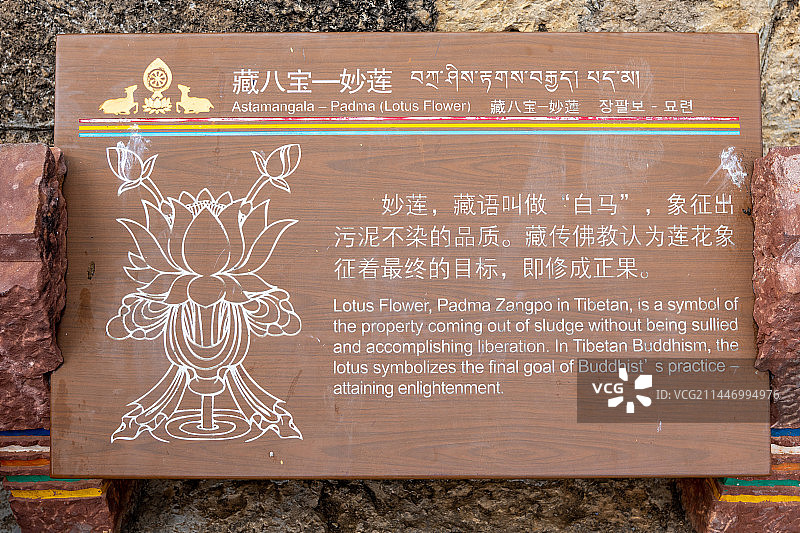 藏八宝—妙莲 བཀྲ་ཤིས་རྟགས་བརྒྱད། པད་མ།
Astamangala – Padma (Lotus Flower) 藏八宝-妙莲 장팔보 - 묘련
妙莲，藏语叫做“白马”，象征出
污泥不染的品质。藏传佛教认为莲花象
征着最终的目标，即修成正果。
Lotus Flower, Padma Zangpo in Tibetan, is a symbol of
the property coming out of sludge without being sullied
and accomplishing liberation. In Tibetan Buddhism, the
lotus symbolizes the final goal of Buddhist’s practice –
attaining enlightenment.
VCG VCG211446994976